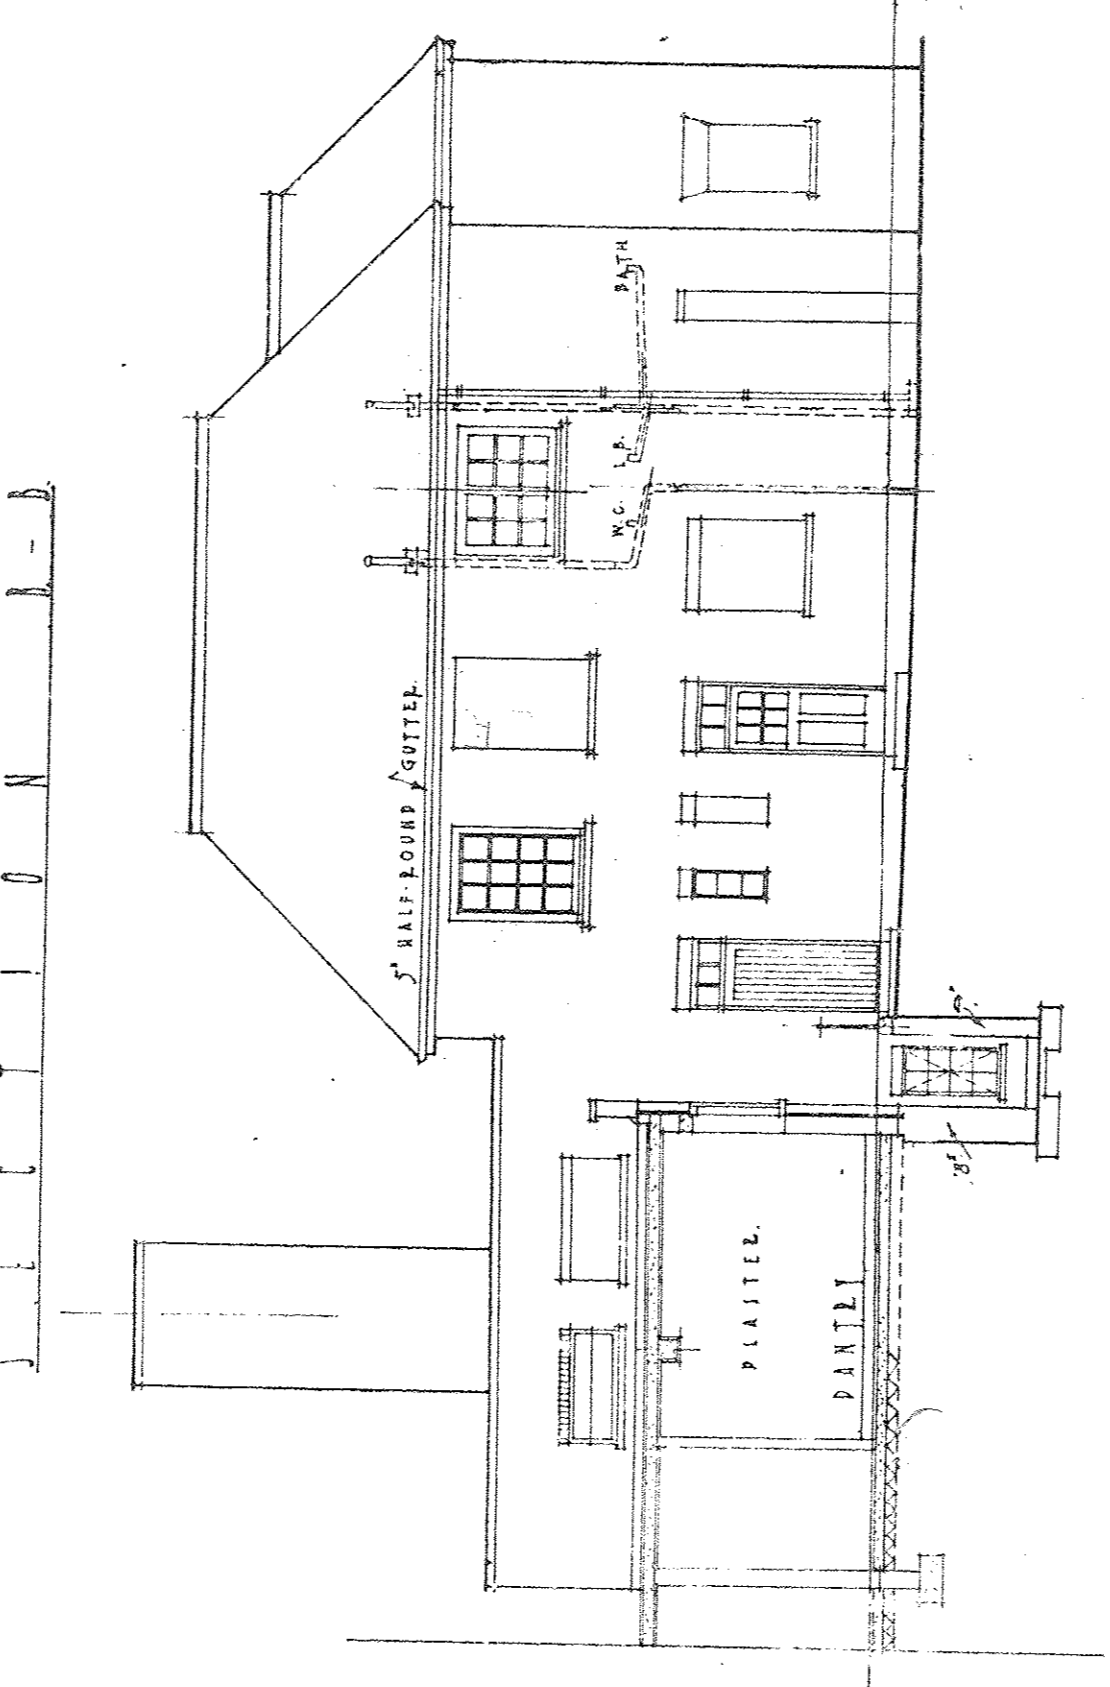 SECTION B-B.
5" HALF-ROUND GUTTER.
W.C.
L.B.
BATH
PLASTER.
PANTRY